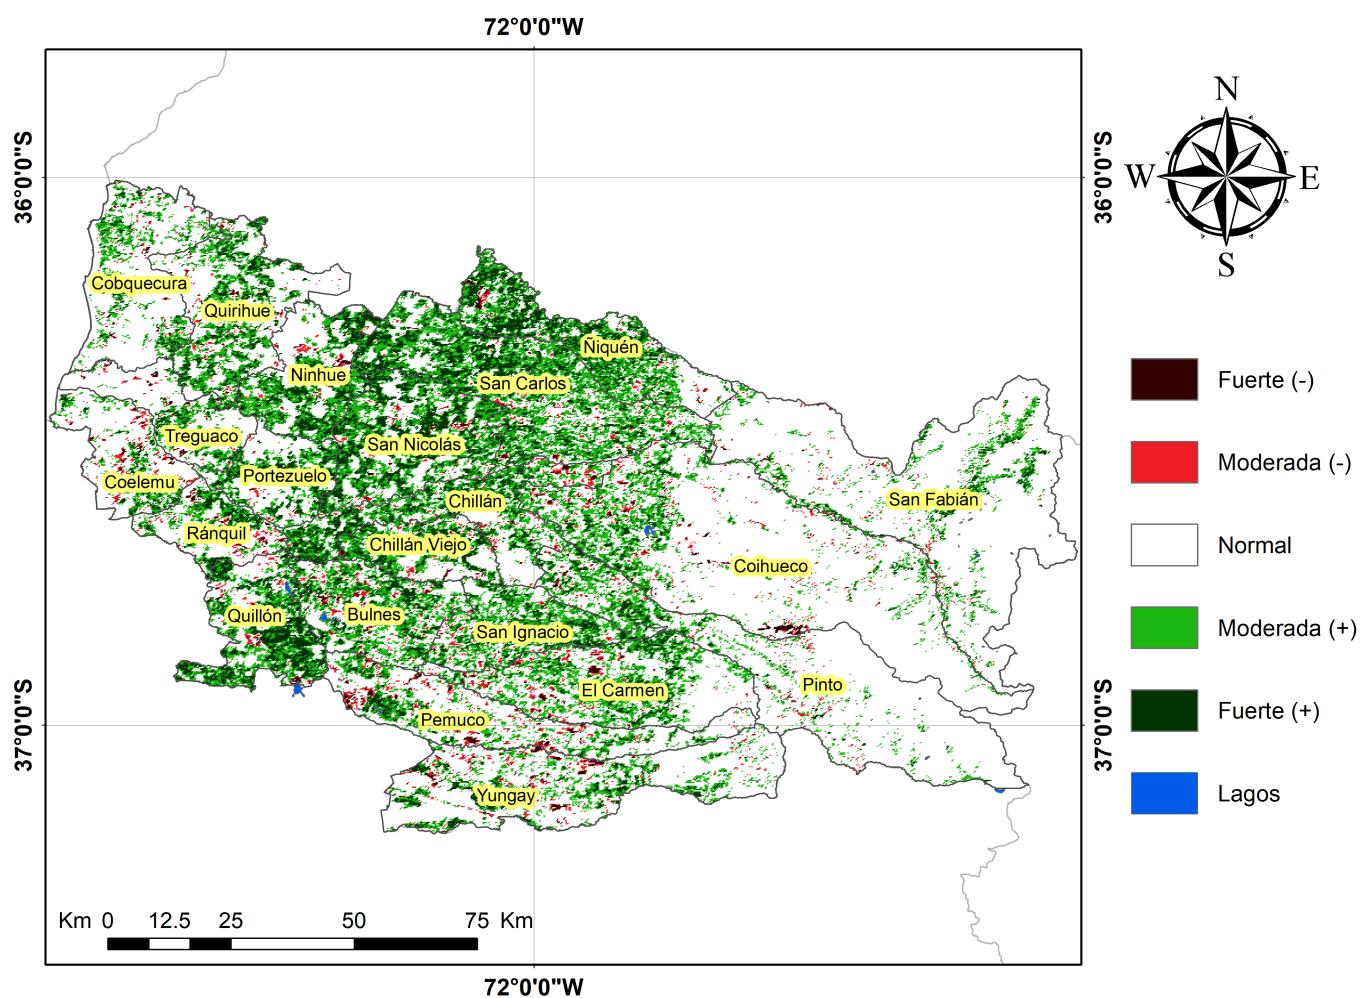 72°0'0"W
36°0'0"S
36°0'0"S
N
W
E
S
Cobquecura
Quirihue
Ñiquén
Ninhue
San Carlos
Treguaco
San Nicolás
Coelemu
Portezuelo
Chillán
San Fabián
Ránquil
Chillán Viejo
Coihueco
Quillón
Bulnes
San Ignacio
El Carmen
Pinto
Pemuco
Yungay
37°0'0"S
37°0'0"S
Fuerte (-)
Moderada (-)
Normal
Moderada (+)
Fuerte (+)
Lagos
Km 0 12.5 25 50 75 Km
72°0'0"W